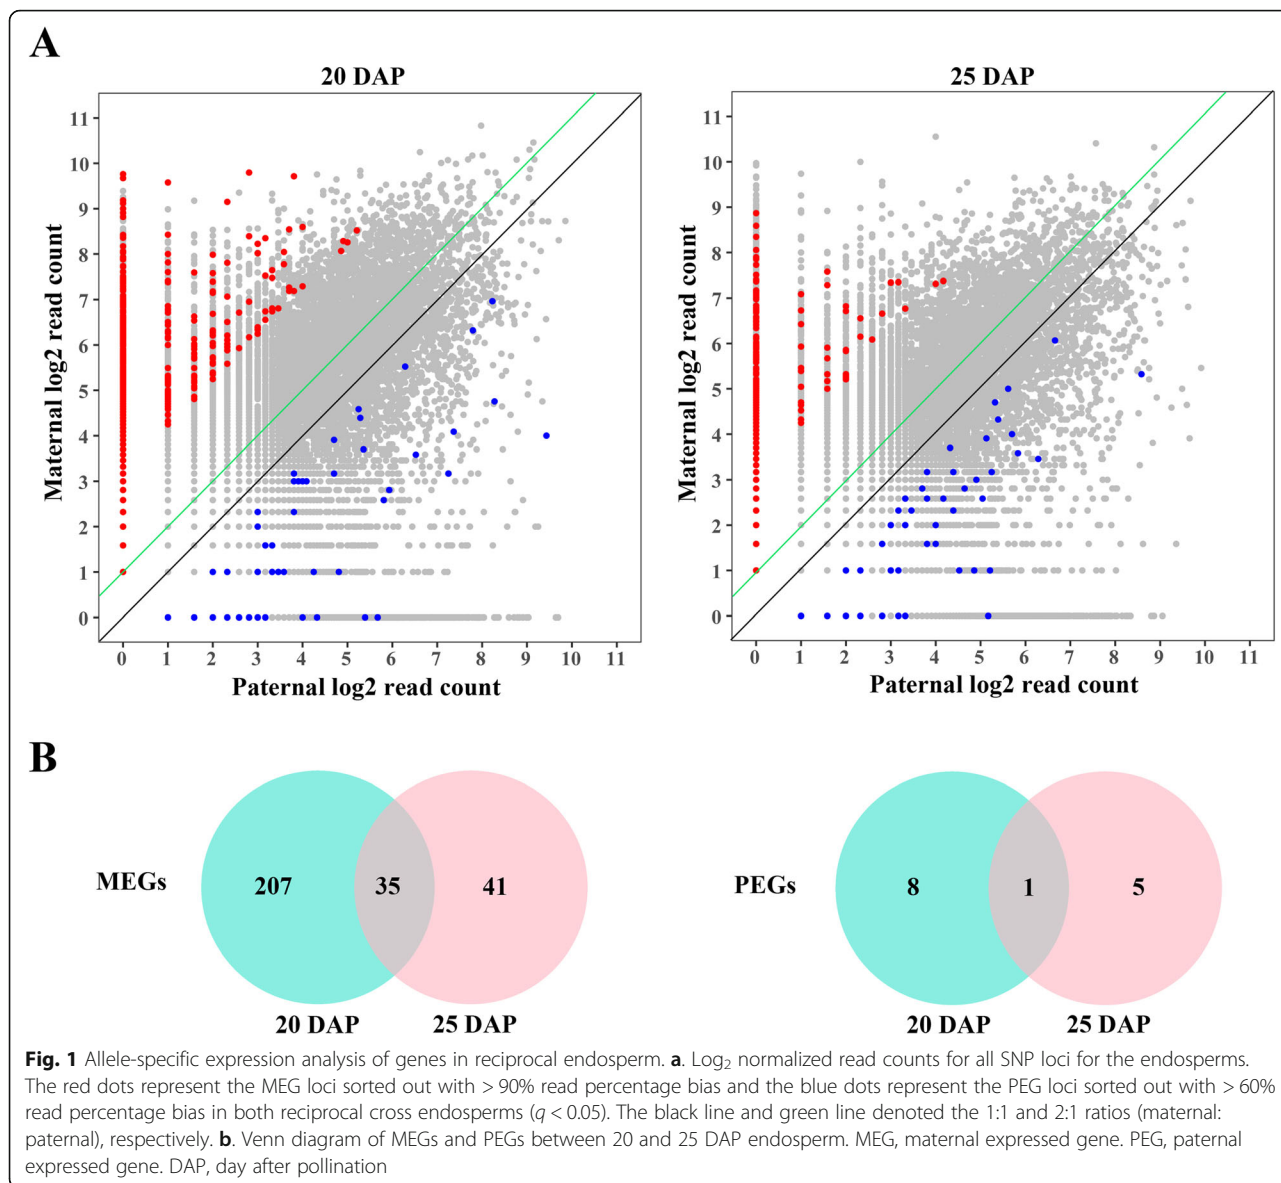 A
20 DAP
25 DAP
Maternal log2 read count
11
10
9
8
7
6
5
4
3
2
1
0
0 1 2 3 4 5 6 7 8 9 10 11
Paternal log2 read count
Maternal log2 read count
11
10
9
8
7
6
5
4
3
2
1
0
0 1 2 3 4 5 6 7 8 9 10 11
Paternal log2 read count
B
MEGs
207
35
41
20 DAP
25 DAP
PEGs
8
1
5
20 DAP
25 DAP
Fig. 1 Allele-specific expression analysis of genes in reciprocal endosperm. a. Log₂ normalized read counts for all SNP loci for the endosperms.
The red dots represent the MEG loci sorted out with > 90% read percentage bias and the blue dots represent the PEG loci sorted out with > 60%
read percentage bias in both reciprocal cross endosperms (q < 0.05). The black line and green line denoted the 1:1 and 2:1 ratios (maternal:
paternal), respectively. b. Venn diagram of MEGs and PEGs between 20 and 25 DAP endosperm. MEG, maternal expressed gene. PEG, paternal
expressed gene. DAP, day after pollination